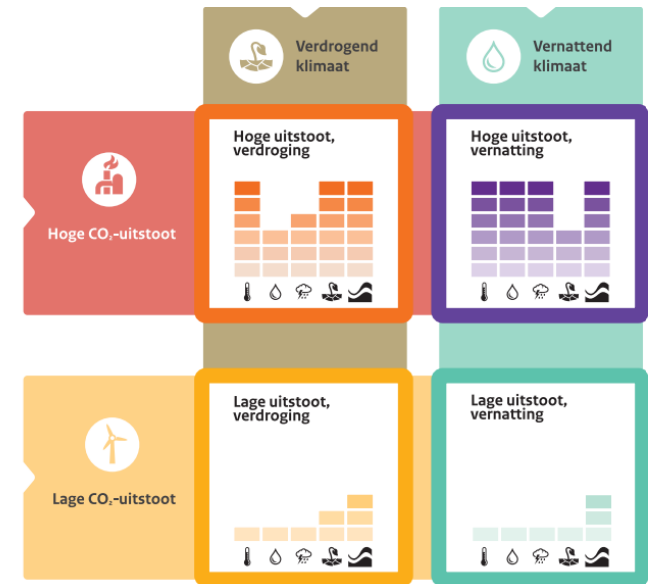 Verdrogend
klimaat
Vernattend
klimaat
Hoge CO₂-uitstoot
Hoge uitstoot,
verdroging
Hoge uitstoot,
vernatting
Lage CO₂-uitstoot
Lage uitstoot,
verdroging
Lage uitstoot,
vernatting